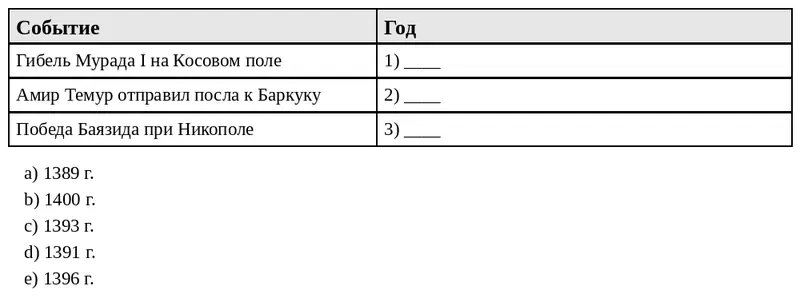 Событие Год
Гибель Мурада I на Косовом поле 1) ____
Амир Темур отправил посла к Баркуку 2) ____
Победа Баязида при Никополе 3) ____
a) 1389 г.
b) 1400 г.
c) 1393 г.
d) 1391 г.
e) 1396 г.